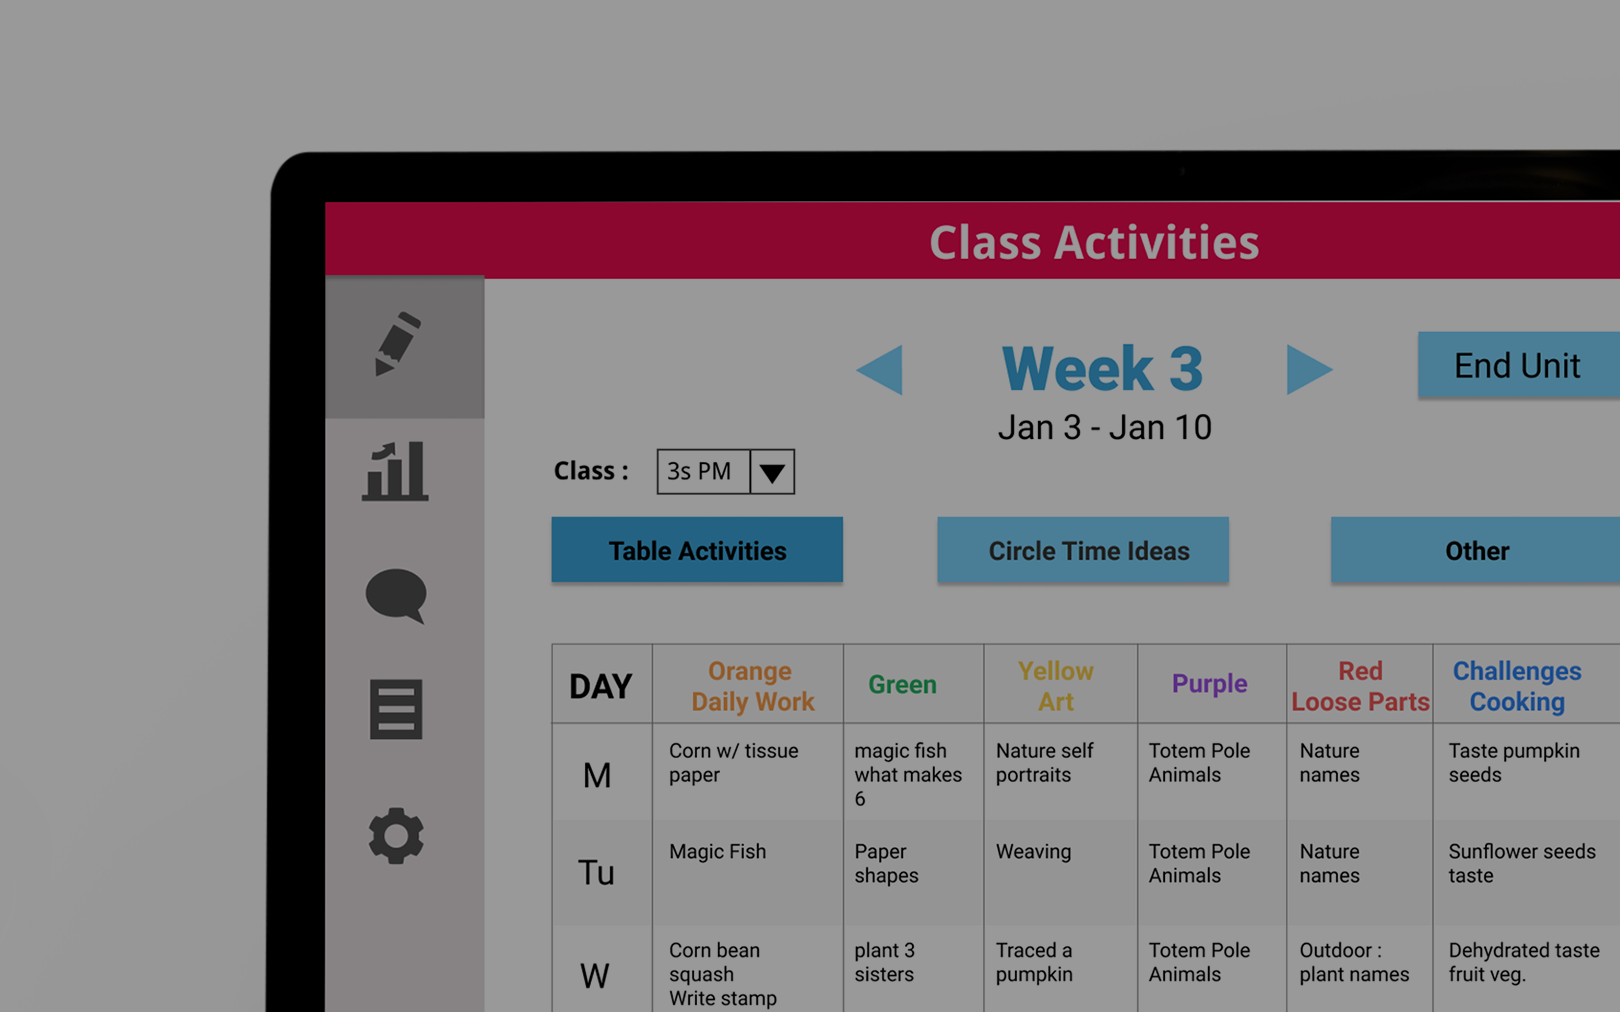 Class Activities
Week 3
End Unit
Jan 3 - Jan 10
Class :
3s PM
Table Activities
Circle Time Ideas
Other
DAY
Orange
Daily Work
Green
Yellow
Art
Purple
Red
Loose Parts
Challenges
Cooking
M
Corn w/ tissue
paper
magic fish
what makes
6
Nature self
portraits
Totem Pole
Animals
Nature
names
Taste pumpkin
seeds
Tu
Magic Fish
Paper
shapes
Weaving
Totem Pole
Animals
Nature
names
Sunflower seeds
taste
W
Corn bean
squash
Write stamp
plant 3
sisters
Traced a
pumpkin
Totem Pole
Animals
Outdoor :
plant names
Dehydrated taste
fruit veg.